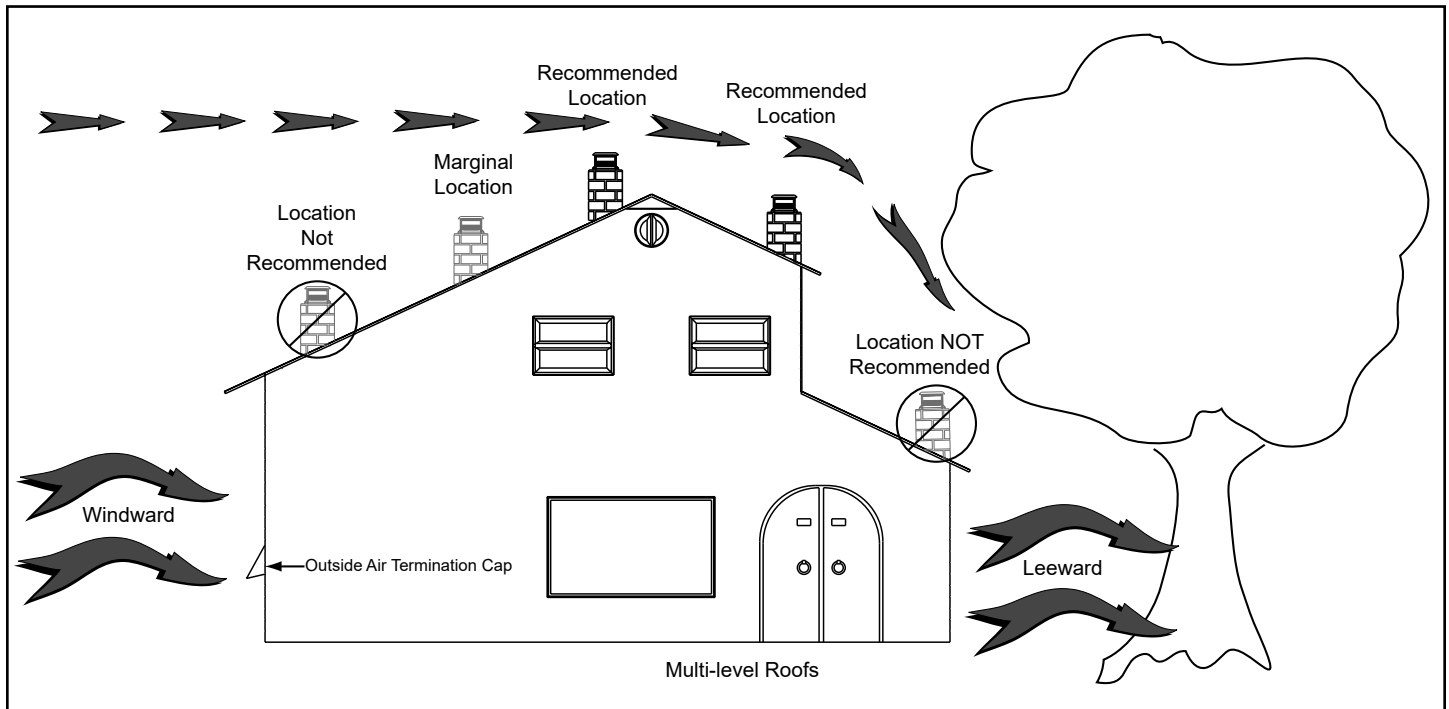 Recommended
Location
Recommended
Location
Marginal
Location
Location
Not
Recommended
Location NOT
Recommended
Windward
Outside Air Termination Cap
Leeward
Multi-level Roofs